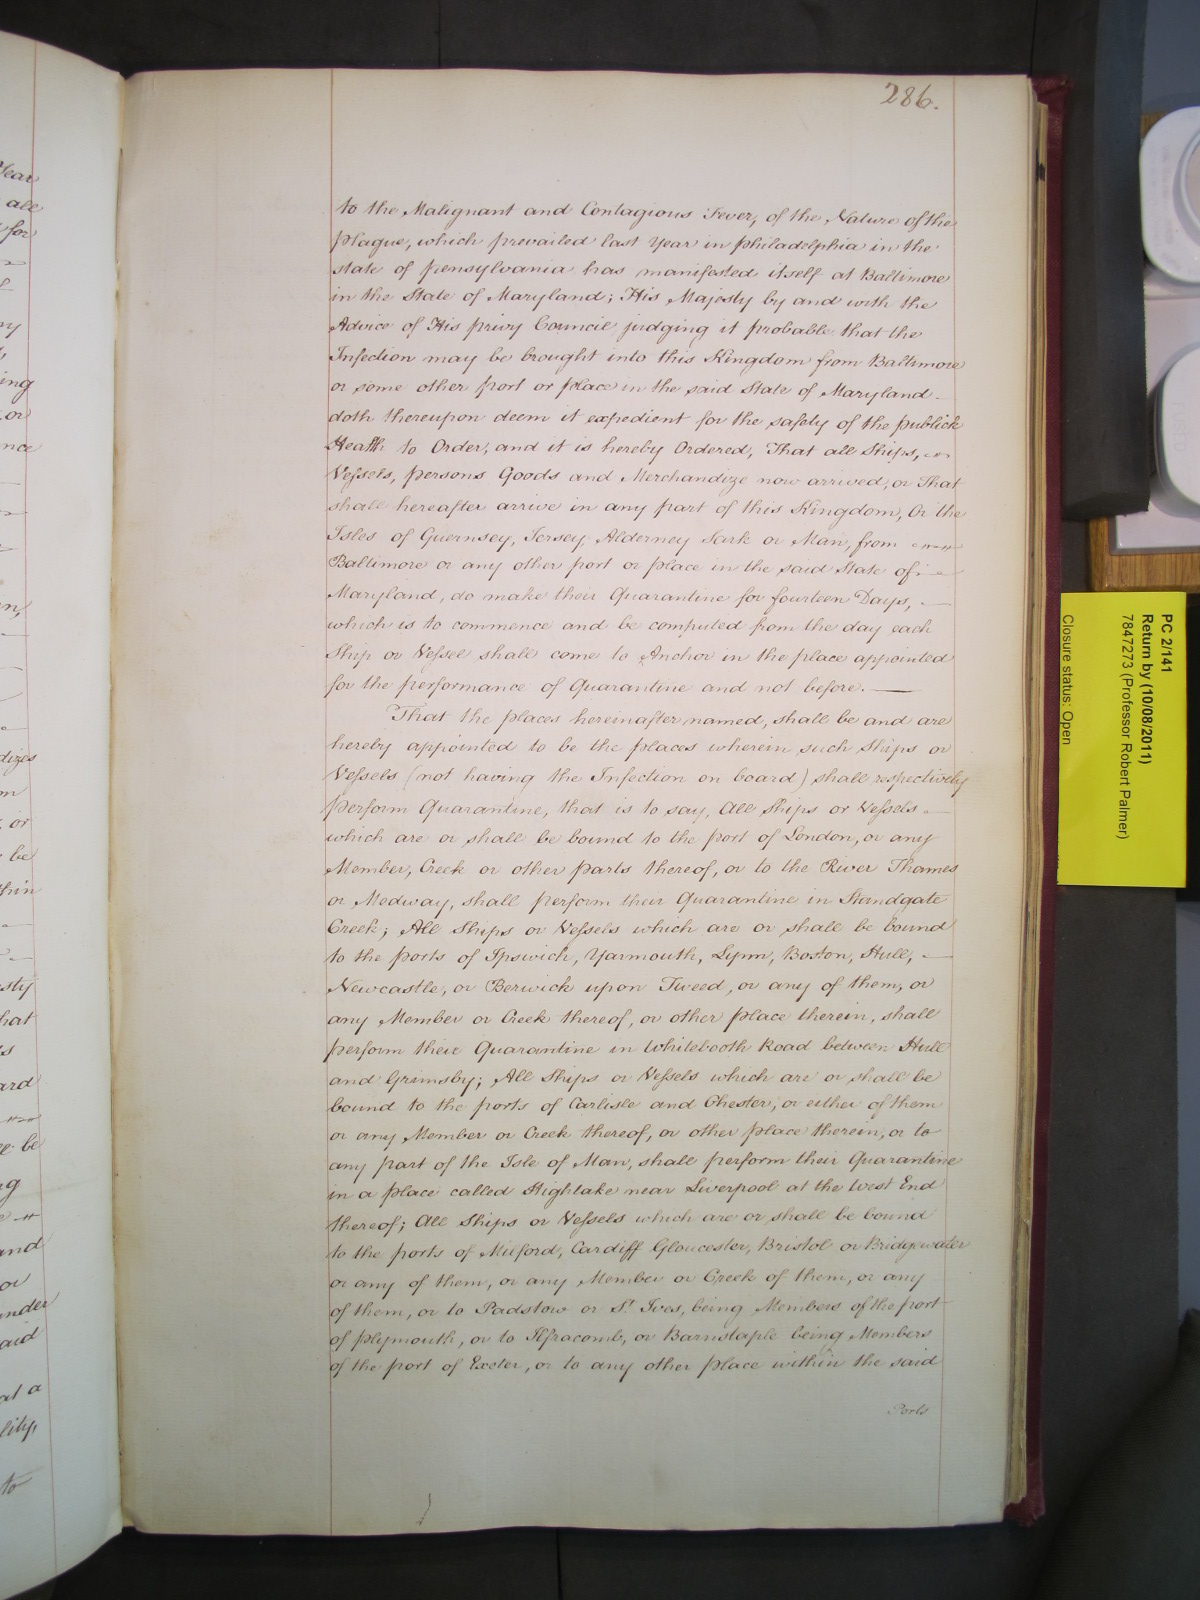 286.
to the Malignant and Contagious Fever, of the Nature of the
plague, which prevailed last year in philadelphia in the
state of pensylvania has manifested itself at Baltimore
in the State of Maryland; His Majesty by and with the
Advice of His privy Council judging it probable that the
Infection may be brought into this Kingdom from Baltimore
or some other port or place in the said State of Maryland
doth thereupon deem it expedient for the safety of the publick
Health to Order, and it is hereby Ordered, That all Ships,
Vessels, persons Goods and Merchandize now arrived, or That
shall hereafter arrive in any part of this Kingdom, Or the
Isles of Guernsey, Jersey, Alderney Sark or Man, from
Baltimore or any other port or place in the said State of
Maryland, do make their Quarantine for fourteen Days,
which is to commence and be computed from the day each
Ship or Vessel shall come to Anchor in the place appointed
for the performance of Quarantine and not before.
That the places hereinafter named, shall be and are
hereby appointed to be the places wherein such Ships or
Vessels (not having the Infection on board) shall respectively
perform Quarantine, that is to say, All Ships or Vessels
which are or shall be bound to the port of London, or any
Member, Creek or other parts thereof, or to the River Thames
or Medway, shall perform their Quarantine in Standgate
Creek; All Ships or Vessels which are or shall be bound
to the ports of Ipswich, Yarmouth, Lynn, Boston, Hull,
Newcastle, or Berwick upon Tweed, or any of them, or
any Member or Creek thereof, or other place therein, shall
perform their Quarantine in Whitebooth Road between Hull
and Grimsby; All Ships or Vessels which are or shall be
bound to the ports of Carlisle and Chester, or either of them
or any Member or Creek thereof, or other place therein, or to
any part of the Isle of Man, shall perform their Quarantine
in a place called Highlake near Liverpool at the West End
thereof; All Ships or Vessels which are or shall be bound
to the ports of Milford, Cardiff Gloucester, Bristol or Bridgewater
or any of them, or any Member or Creek of them, or any
of them, or to Padstow or St. Ives, being Members of the port
of plymouth, or to Ilfracomb, or Barnstaple being Members
of the port of Exeter, or to any other place within the said
Ports
PC 2/141
Return by (10/08/2011)
7847273 (Professor Robert Palmer)
Closure status: Open